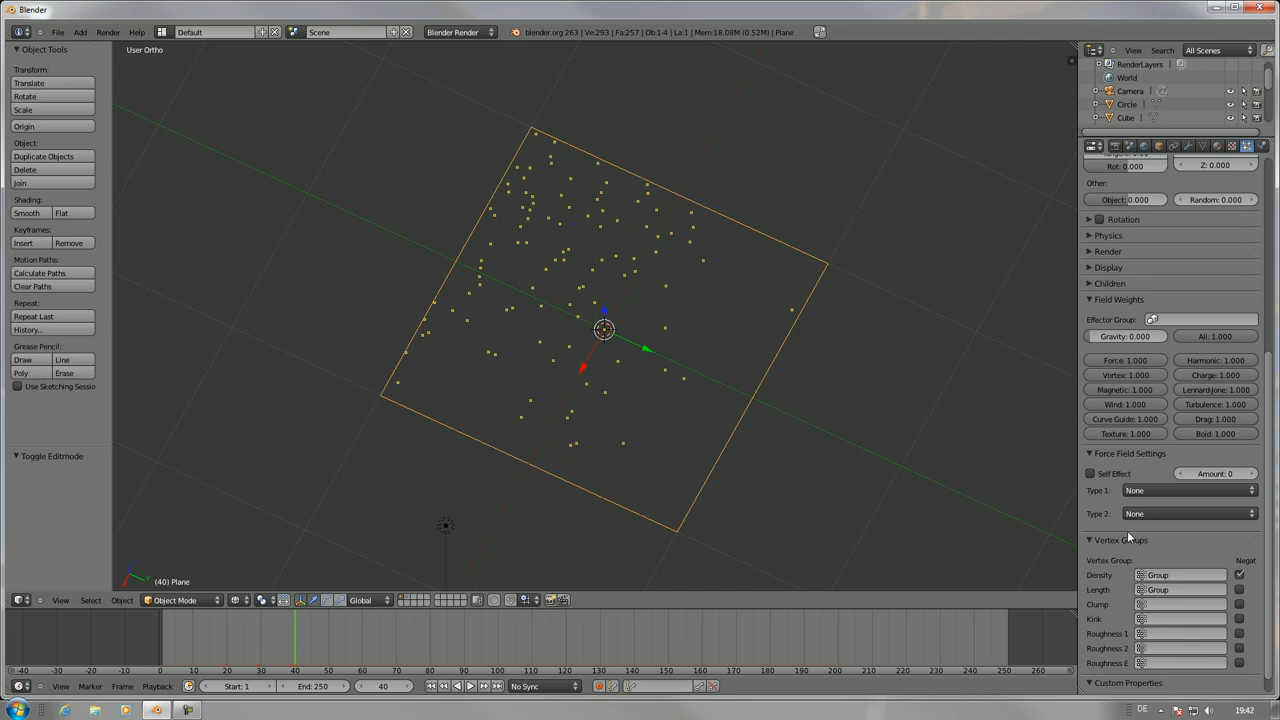 Blender
File Add Render Help Default Scene Blender Render blender.org 263 | Ve:293 | Fa:257 | Ob:1-4 | La:1 | Mem:18.08M (0.52M) | Plane
Object Tools
Transform:
Translate
Rotate
Scale
Origin
Object:
Duplicate Objects
Delete
Join
Shading:
Smooth Flat
Keyframes:
Insert Remove
Motion Paths:
Calculate Paths
Clear Paths
Repeat:
Repeat Last
History...
Grease Pencil:
Draw Line
Poly Erase
Use Sketching Sessio
Toggle Editmode
User Ortho
(40) Plane
View Select Object Object Mode Global
-40 -30 -20 -10 0 10 20 30 40 50 60 70 80 90 100 110 120 130 140 150 160 170 180 190 200 210 220 230 240 250 260
View Marker Frame Playback Start: 1 End: 250 40 No Sync
View Search All Scenes
RenderLayers
World
Camera
Circle
Cube
Rot: 0.000 Z: 0.000
Other:
Object: 0.000 Random: 0.000
Rotation
Physics
Render
Display
Children
Field Weights
Effector Group:
Gravity: 0.000 All: 1.000
Force: 1.000 Harmonic: 1.000
Vortex: 1.000 Charge: 1.000
Magnetic: 1.000 Lennard-Jone: 1.000
Wind: 1.000 Turbulence: 1.000
Curve Guide: 1.000 Drag: 1.000
Texture: 1.000 Boid: 1.000
Force Field Settings
Self Effect Amount: 0
Type 1: None
Type 2: None
Vertex Groups
Vertex Group: Negat
Density Group
Length Group
Clump
Kink
Roughness 1
Roughness 2
Roughness E
Custom Properties
DE 19:42